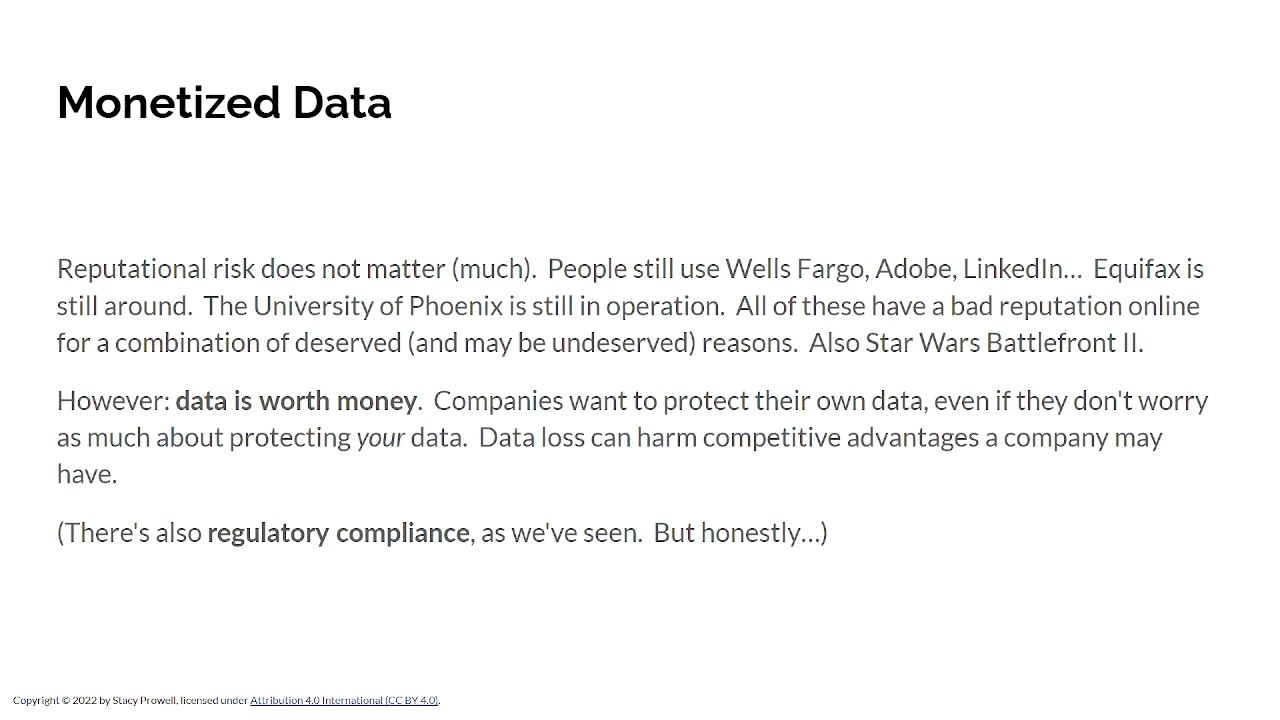 Monetized Data
Reputational risk does not matter (much).  People still use Wells Fargo, Adobe, LinkedIn…  Equifax is
still around.  The University of Phoenix is still in operation.  All of these have a bad reputation online
for a combination of deserved (and may be undeserved) reasons.  Also Star Wars Battlefront II.
However: data is worth money.  Companies want to protect their own data, even if they don't worry
as much about protecting your data.  Data loss can harm competitive advantages a company may
have.
(There's also regulatory compliance, as we've seen.  But honestly…)
Copyright © 2022 by Stacy Prowell, licensed under Attribution 4.0 International (CC BY 4.0).